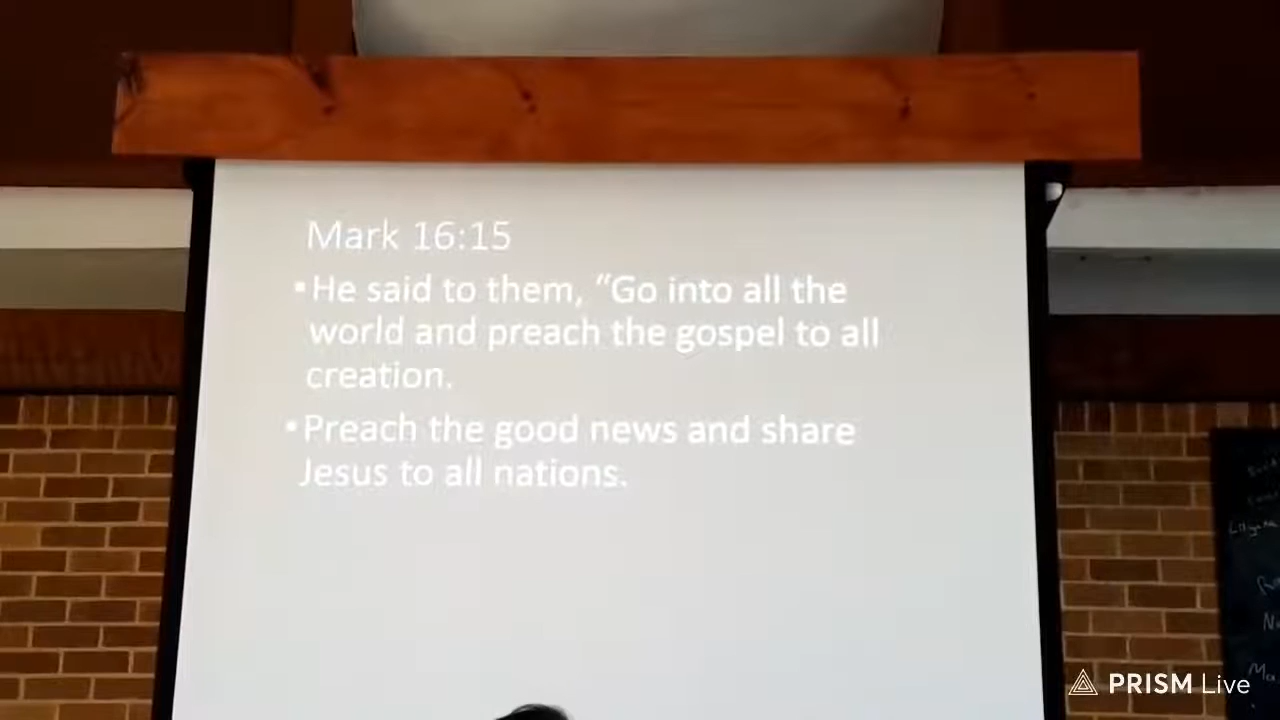 Mark 16:15
▪He said to them, “Go into all the
world and preach the gospel to all
creation.
▪Preach the good news and share
Jesus to all nations.
PRISM Live